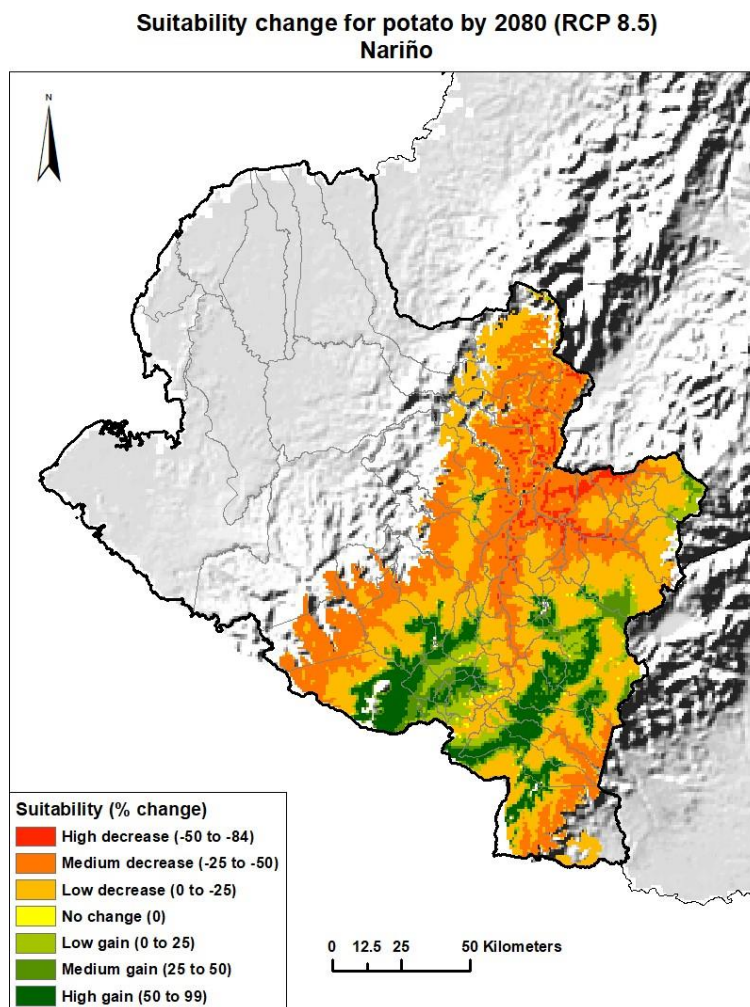 Suitability change for potato by 2080 (RCP 8.5)
Nariño
N
Suitability (% change)
High decrease (-50 to -84)
Medium decrease (-25 to -50)
Low decrease (0 to -25)
No change (0)
Low gain (0 to 25)
Medium gain (25 to 50)
High gain (50 to 99)
0 12.5 25 50 Kilometers